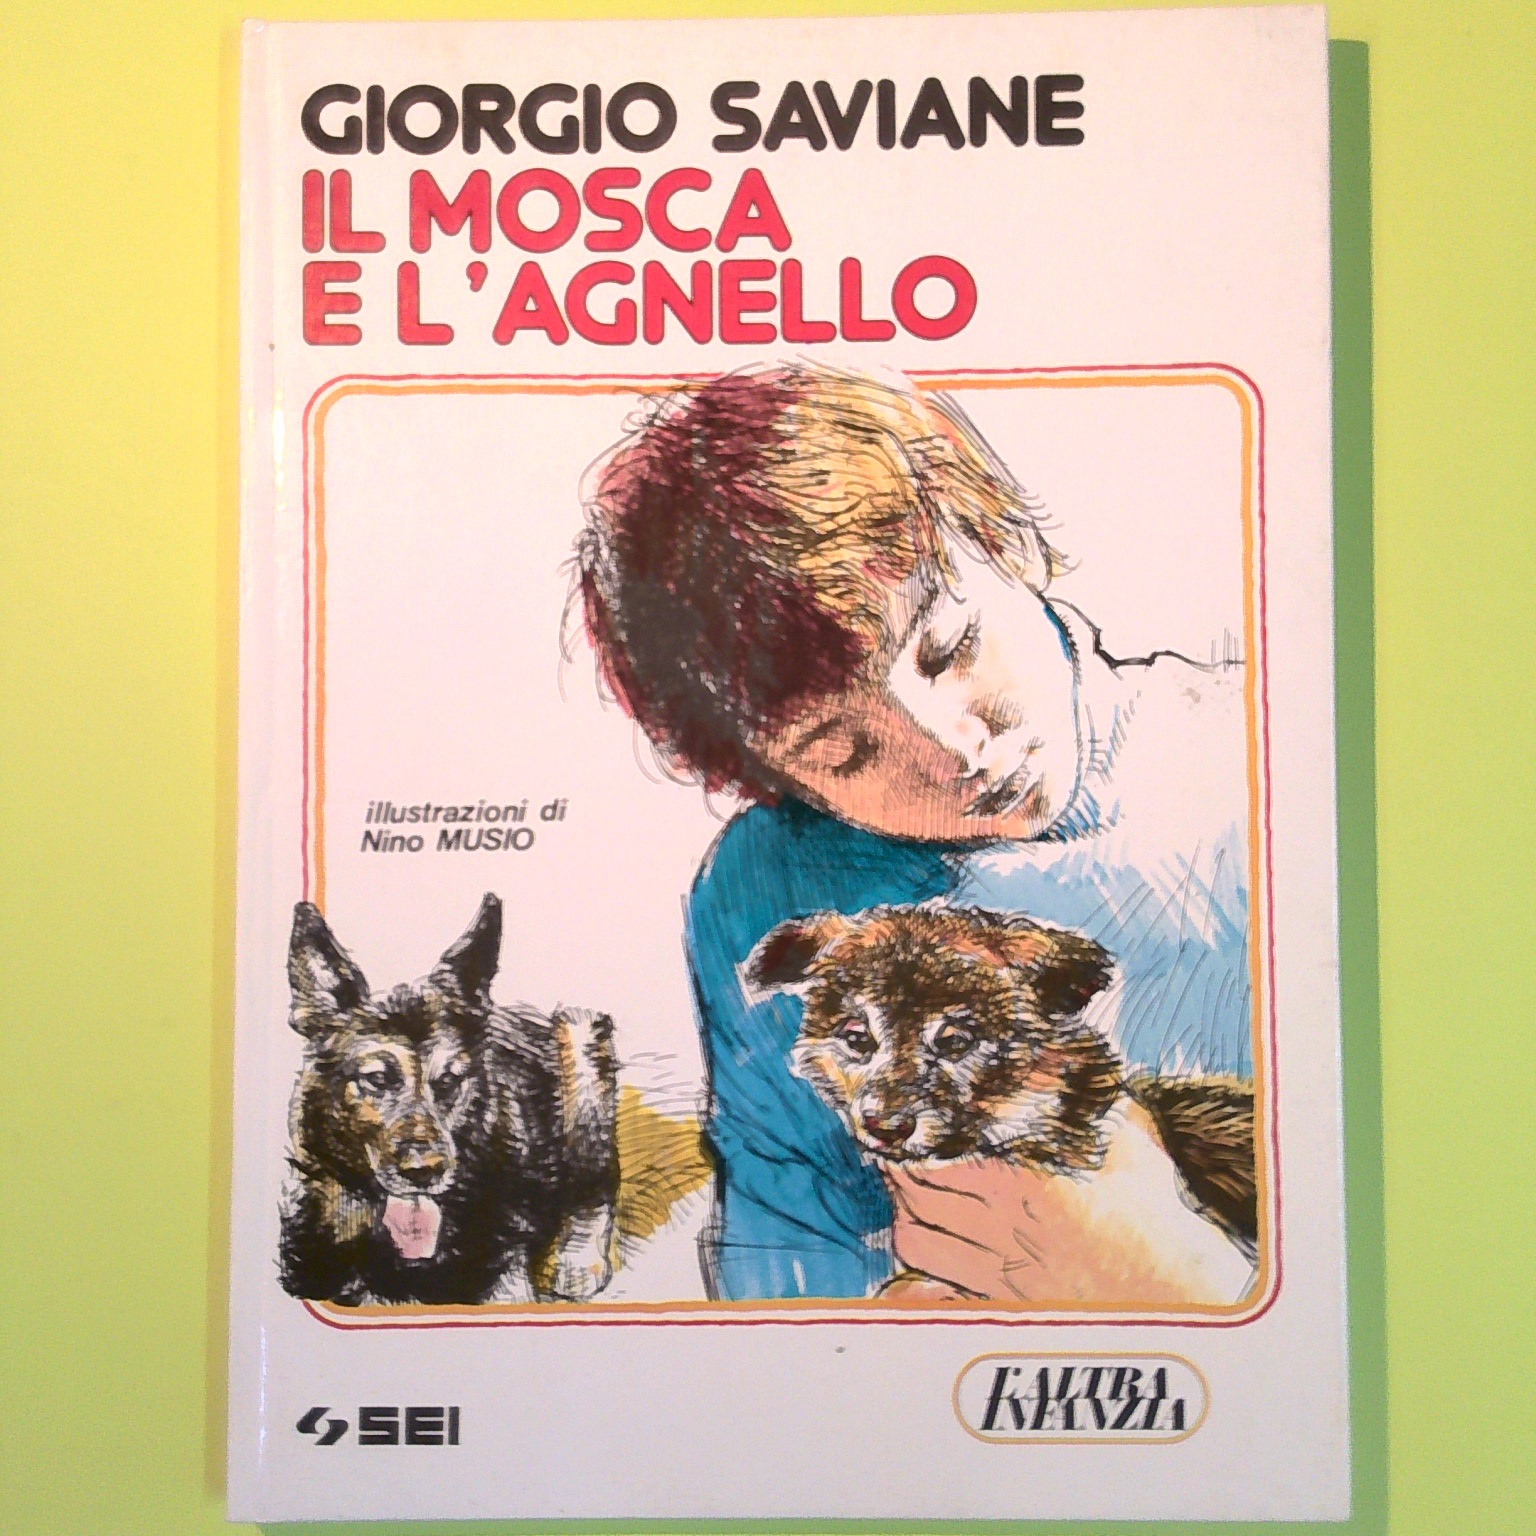 GIORGIO SAVIANE
IL MOSCA
E L'AGNELLO
illustrazioni di
Nino MUSIO
SEI
L'ALTRA
INFANZIA